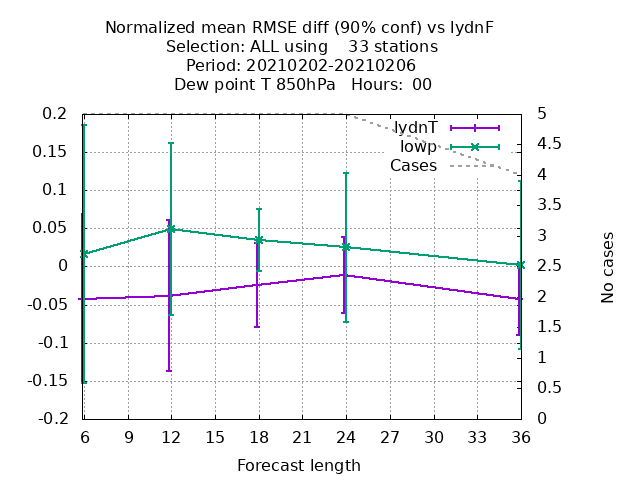 Normalized mean RMSE diff (90% conf) vs lydnF
Selection: ALL using 33 stations
Period: 20210202-20210206
Dew point T 850hPa Hours: 00
lydnT
lowp
Cases
0.2
0.15
0.1
0.05
0
-0.05
-0.1
-0.15
-0.2
5
4.5
4
3.5
3
2.5
2
1.5
1
0.5
0
No cases
6 9 12 15 18 21 24 27 30 33 36
Forecast length